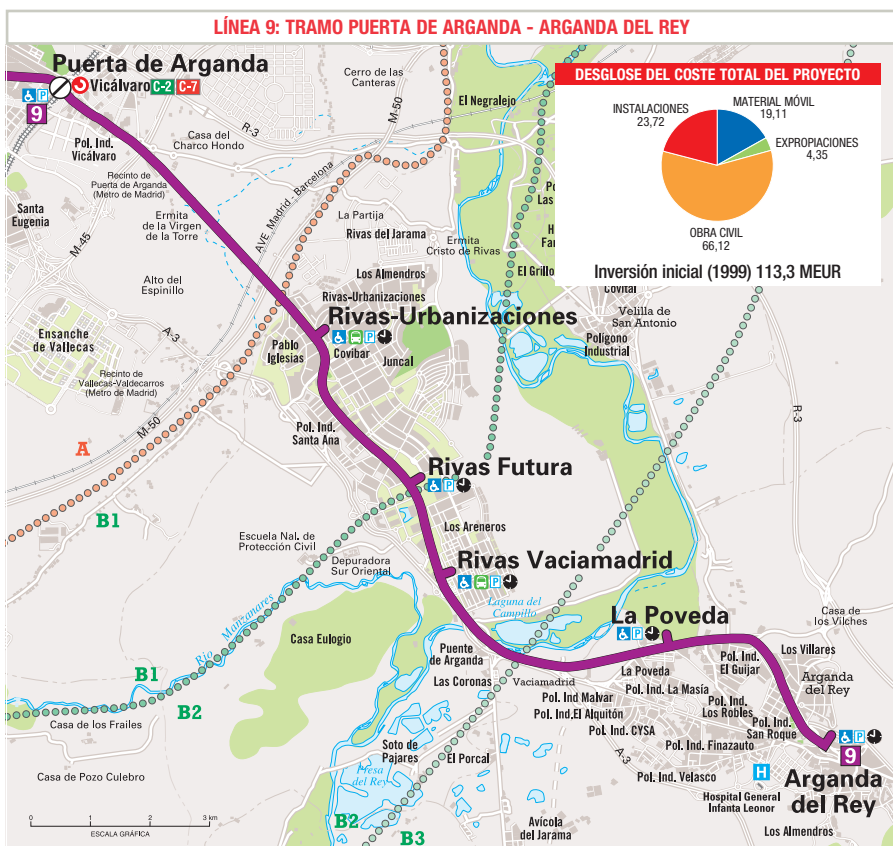 LÍNEA 9: TRAMO PUERTA DE ARGANDA - ARGANDA DEL REY
Puerta de Arganda
Vicálvaro C-2 C-7
P
9
Pol. Ind.
Vicálvaro
Cerro de las
Canteras
M-50
R-3
Casa del
Charco Hondo
El Negralejo
DESGLOSE DEL COSTE TOTAL DEL PROYECTO
INSTALACIONES
23,72
MATERIAL MÓVIL
19,11
EXPROPIACIONES
4,35
OBRA CIVIL
66,12
Inversión inicial (1999) 113,3 MEUR
Recinto de
Puerta de Arganda
(Metro de Madrid)
Santa
Eugenia
M-45
Ermita
de la Virgen
de la Torre
AVE Madrid - Barcelona
La Partija
Rivas del Jarama
Ermita
Cristo de Rivas
Los Almendros
El Grillo
Covital
Velilla de
San Antonio
Polígono
Industrial
Alto del
Espinillo
A-3
Ensanche
de Vallecas
Rivas-Urbanizaciones
Rivas-Urbanizaciones
P
Pablo
Iglesias
Covibar
Juncal
Recinto de
Vallecas-Valdecarros
(Metro de Madrid)
M-50
Pol. Ind.
Santa Ana
R-3
A
B1
Rivas Futura
P
Los Areneros
Escuela Nal. de
Protección Civil
Depuradora
Sur Oriental
Rivas Vaciamadrid
P
Laguna del
Campillo
Río Manzanares
Casa Eulogio
La Poveda
P
Casa de
los Vilches
Puente
de Arganda
Las Coronas
Vaciamadrid
La Poveda
Pol. Ind.
El Guijar
Los Villares
Arganda
del Rey
B1
B2
Pol. Ind Malvar
Pol. Ind. La Masía
Pol. Ind.El Alquitón
Pol. Ind.
Los Robles
Pol. Ind. CYSA
Pol. Ind.
San Roque
Pol. Ind. Finazauto
A-3
Pol. Ind. Velasco
P
9
Arganda
del Rey
H
Hospital General
Infanta Leonor
Los Almendros
Casa de los Frailes
Casa de Pozo Culebro
Soto de
Pajares
El Porcal
Presa
del Rey
B2
B3
Avícola
del Jarama
0 3 km
ESCALA GRÁFICA